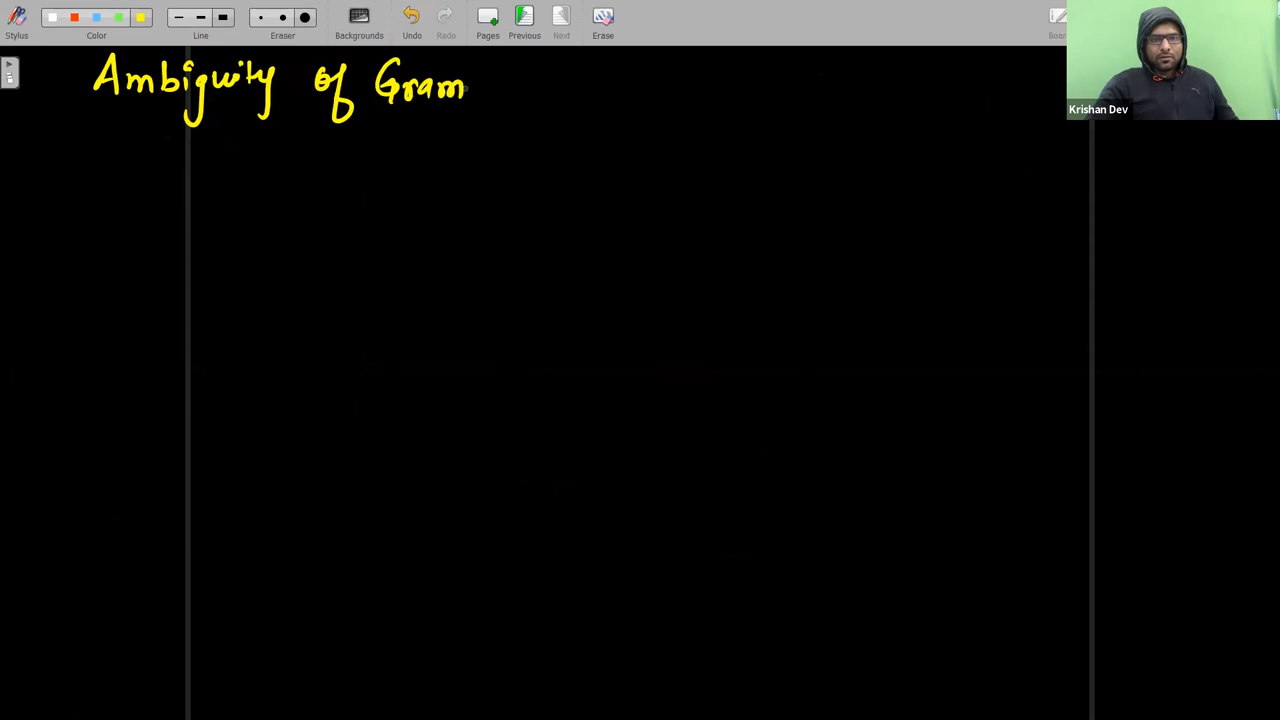 Stylus Color Line Eraser Backgrounds Undo Redo Pages Previous Next Erase
Ambiguity of Gram
Krishan Dev